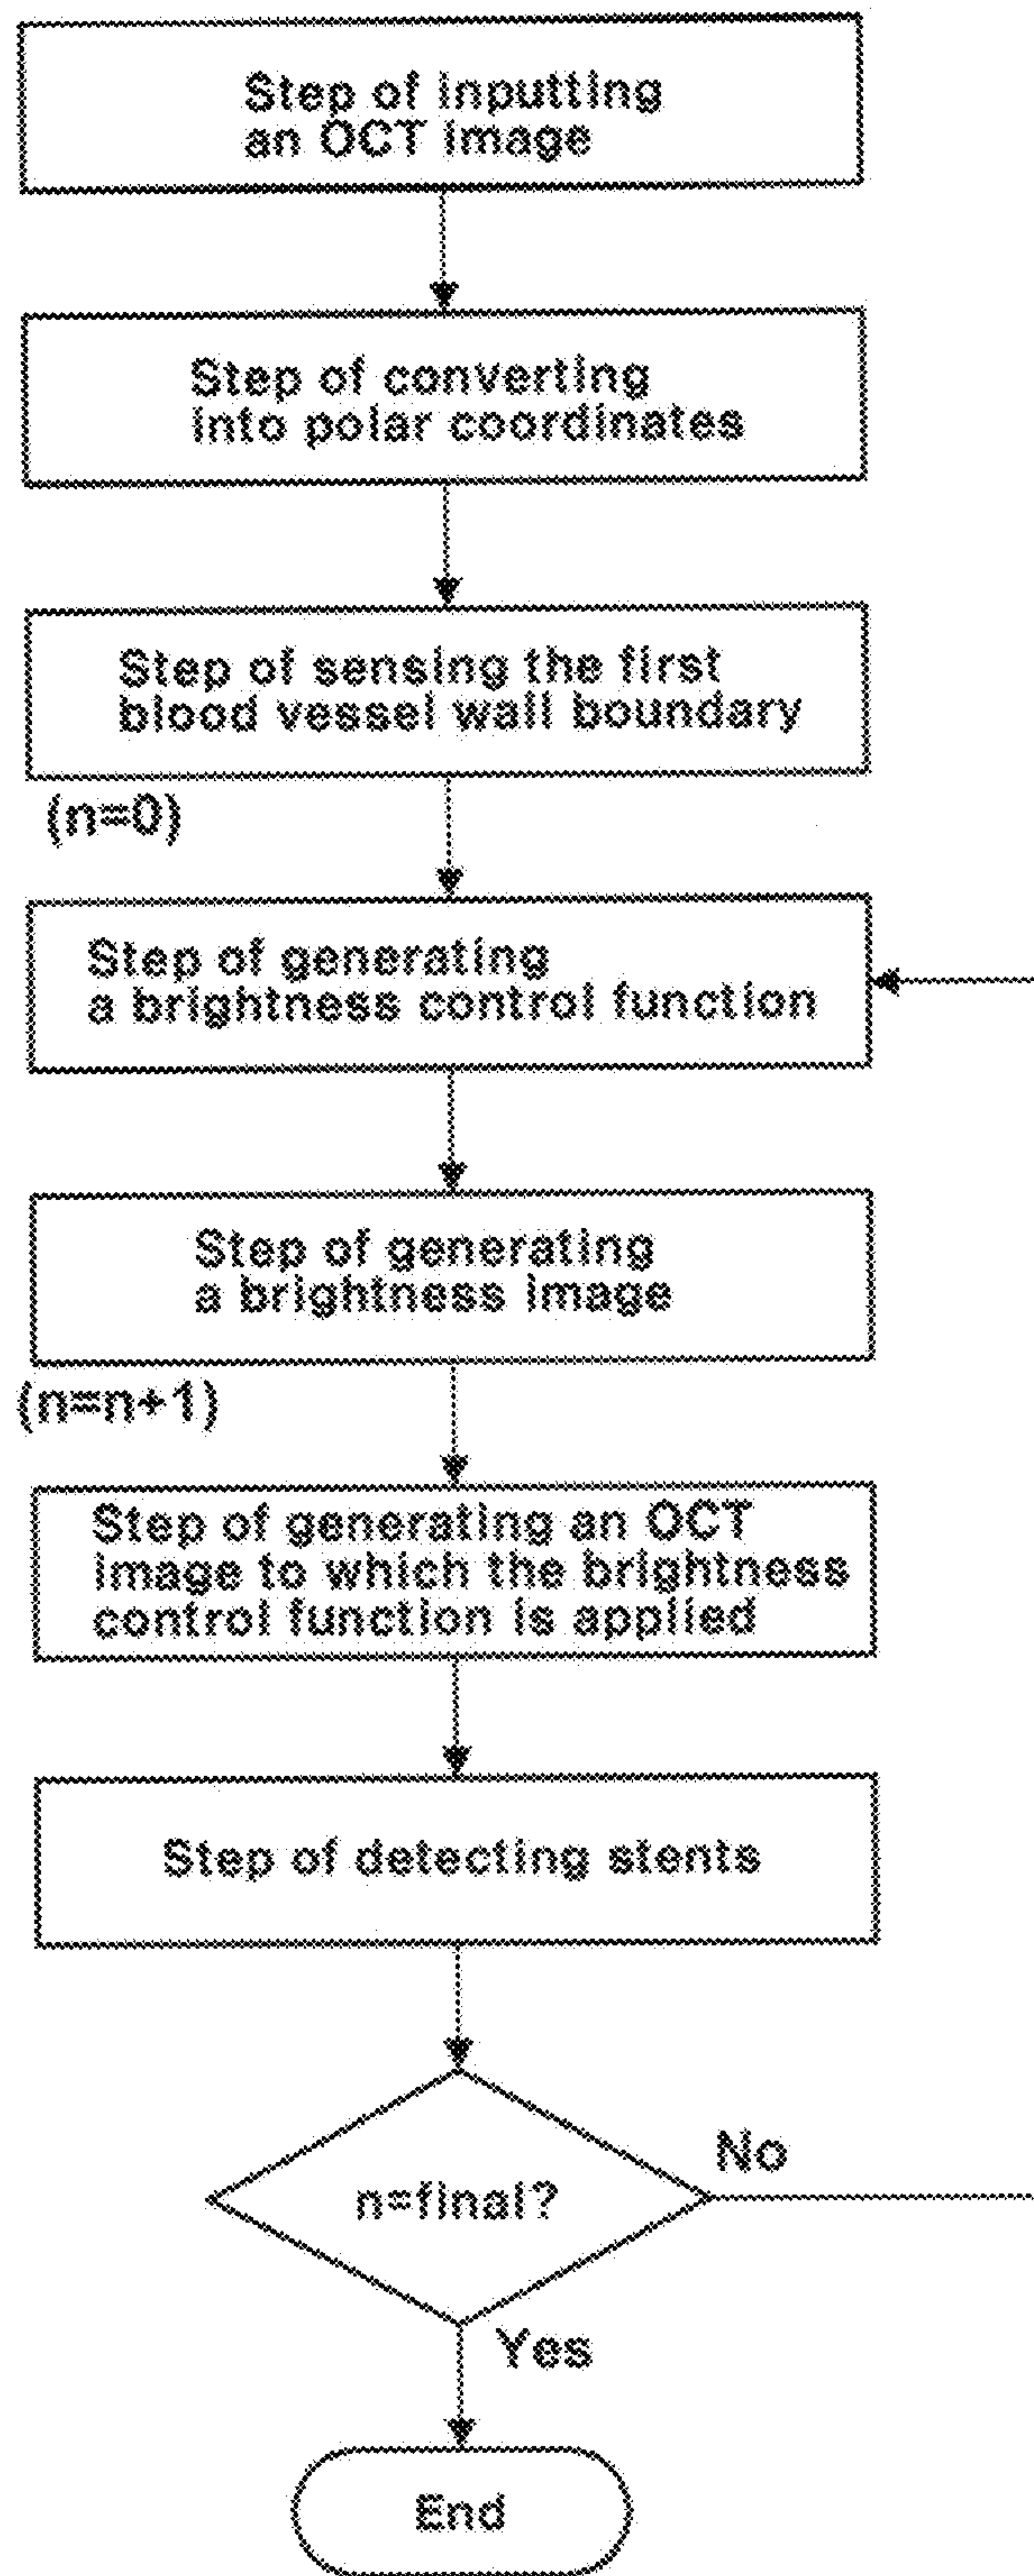 Step of inputting
an OCT image
Step of converting
into polar coordinates
Step of sensing the first
blood vessel wall boundary
(n=0)
Step of generating
a brightness control function
Step of generating
a brightness image
(n=n+1)
Step of generating an OCT
image to which the brightness
control function is applied
Step of detecting stents
n=final?
No
Yes
End